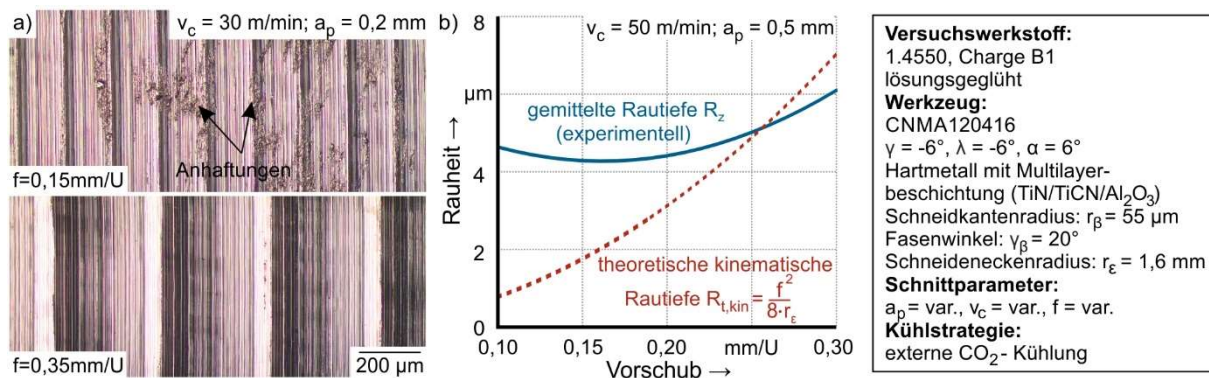 a)
v_c = 30 m/min; a_p = 0,2 mm
Anhaftungen
f=0,15mm/U
f=0,35mm/U
200 µm
b)
v_c = 50 m/min; a_p = 0,5 mm
8
µm
4
2
0
Rauheit →
gemittelte Rautiefe R_z
(experimentell)
theoretische kinematische
Rautiefe R_t,kin = f²/(8·r_ε)
0,10 0,15 0,20 mm/U 0,30
Vorschub →
Versuchswerkstoff:
1.4550, Charge B1
lösungsgeglüht
Werkzeug:
CNMA120416
γ = -6°, λ = -6°, α = 6°
Hartmetall mit Multilayer-
beschichtung (TiN/TiCN/Al₂O₃)
Schneidkantenradius: r_β = 55 µm
Fasenwinkel: γ_β = 20°
Schneideneckenradius: r_ε = 1,6 mm
Schnittparameter:
a_p = var., v_c = var., f = var.
Kühlstrategie:
externe CO₂- Kühlung